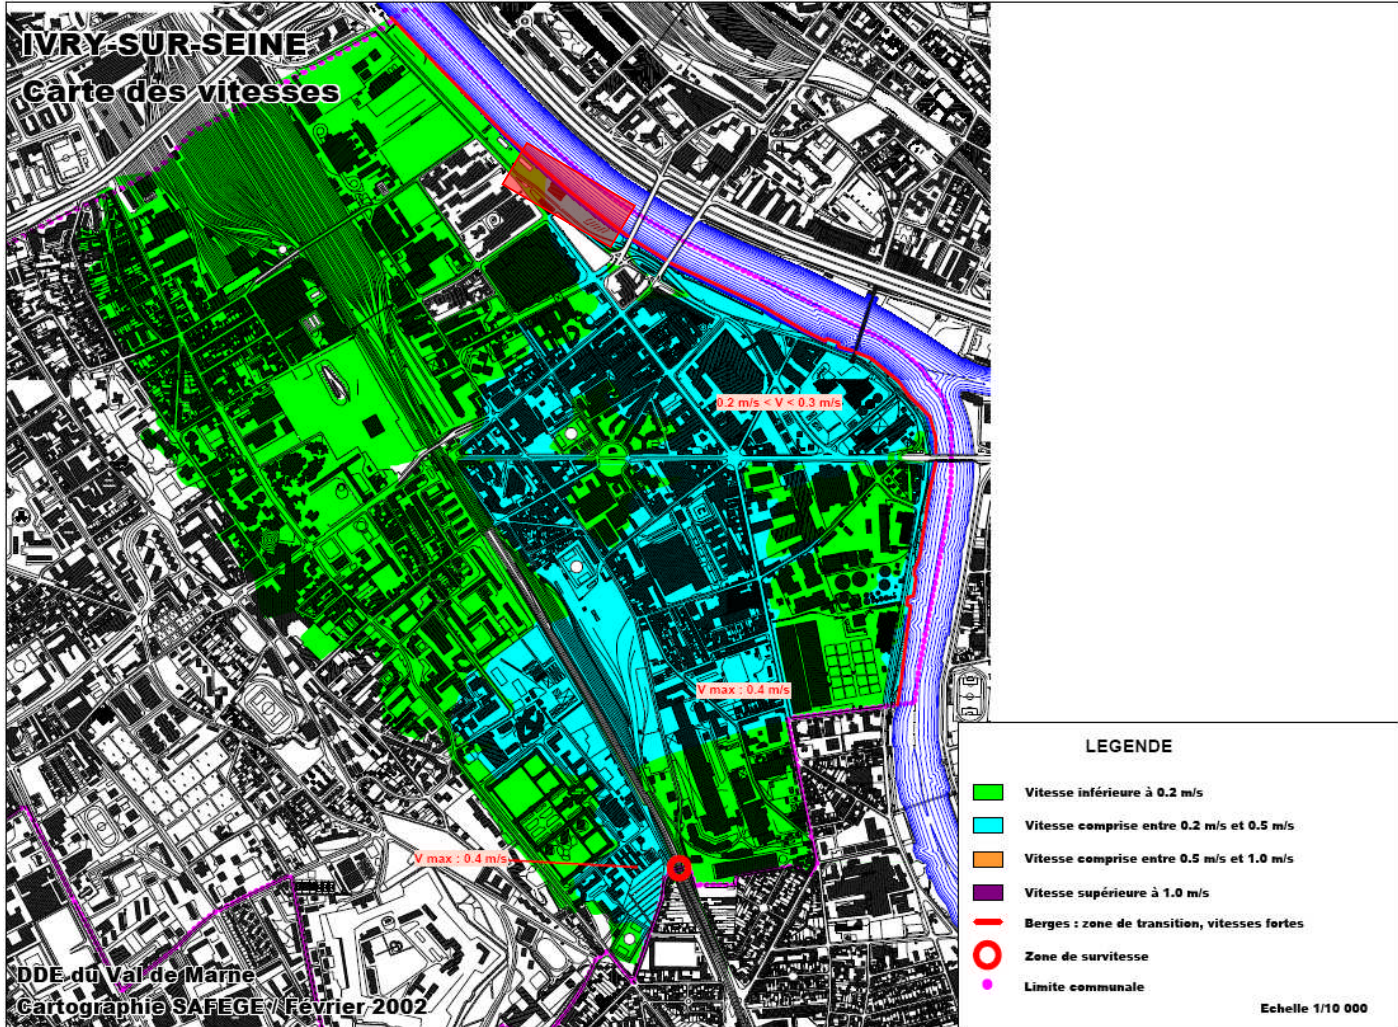 IVRY-SUR-SEINE
Carte des vitesses
0.2 m/s < V < 0.3 m/s
V max : 0.4 m/s
V max : 0.4 m/s
DDE du Val de Marne
Cartographie SAFEGE / Février 2002
LEGENDE
Vitesse inférieure à 0.2 m/s
Vitesse comprise entre 0.2 m/s et 0.5 m/s
Vitesse comprise entre 0.5 m/s et 1.0 m/s
Vitesse supérieure à 1.0 m/s
Berges : zone de transition, vitesses fortes
Zone de survitesse
Limite communale
Echelle 1/10 000